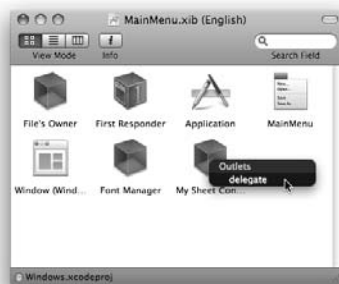 MainMenu.xib (English)
View Mode
Info
Search Field
File's Owner
First Responder
Application
MainMenu
Outlets
delegate
Window (Wind...
Font Manager
My Sheet Con...
Windows.xcodeproj